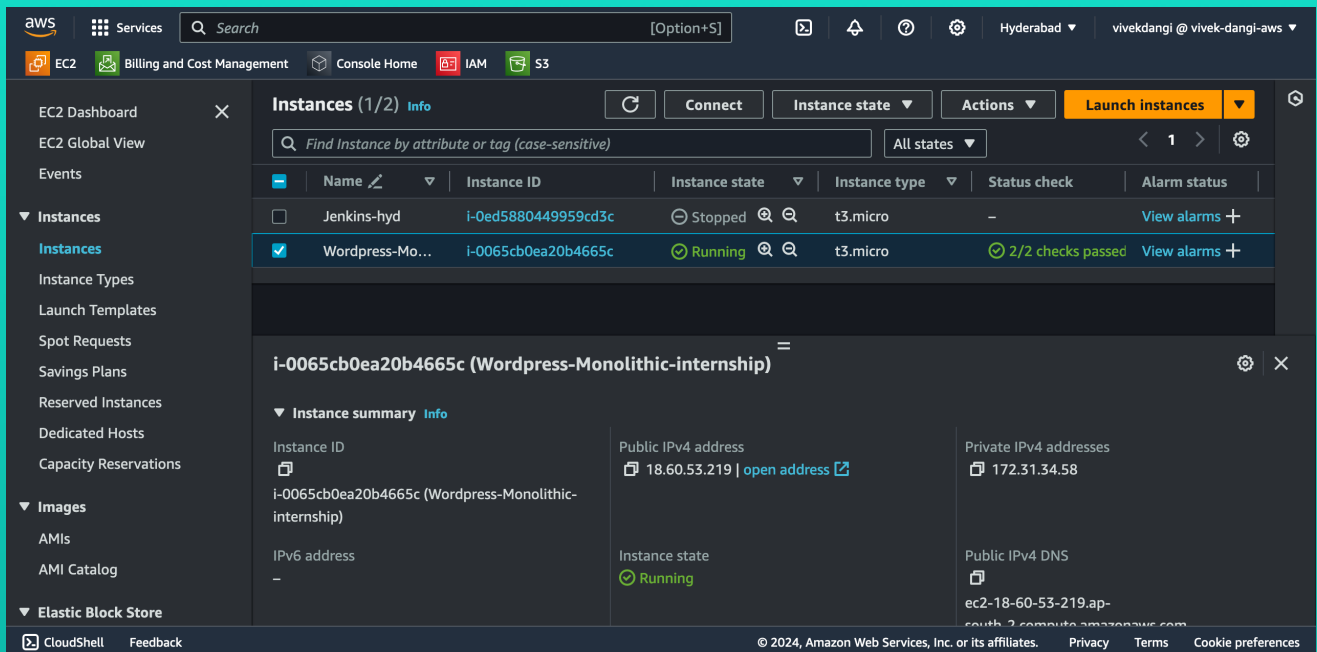 aws Services Search [Option+S] Hyderabad vivekdangi @ vivek-dangi-aws
EC2 Billing and Cost Management Console Home IAM S3
EC2 Dashboard
EC2 Global View
Events
Instances
Instances
Instance Types
Launch Templates
Spot Requests
Savings Plans
Reserved Instances
Dedicated Hosts
Capacity Reservations
Images
AMIs
AMI Catalog
Elastic Block Store
Instances (1/2) Info Connect Instance state Actions Launch instances
Find Instance by attribute or tag (case-sensitive) All states 1
Name Instance ID Instance state Instance type Status check Alarm status
Jenkins-hyd i-0ed5880449959cd3c Stopped t3.micro – View alarms +
Wordpress-Mo... i-0065cb0ea20b4665c Running t3.micro 2/2 checks passed View alarms +
i-0065cb0ea20b4665c (Wordpress-Monolithic-internship)
Instance summary Info
Instance ID
i-0065cb0ea20b4665c (Wordpress-Monolithic-
internship)
Public IPv4 address
18.60.53.219 | open address
Private IPv4 addresses
172.31.34.58
IPv6 address
–
Instance state
Running
Public IPv4 DNS
ec2-18-60-53-219.ap-
south-2.compute.amazonaws.com
CloudShell Feedback © 2024, Amazon Web Services, Inc. or its affiliates. Privacy Terms Cookie preferences